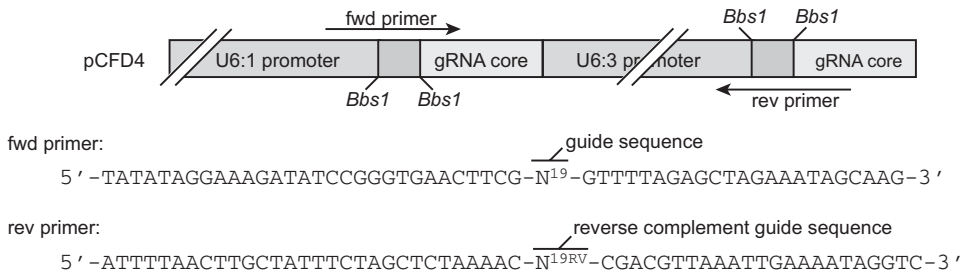 fwd primer
Bbs1 Bbs1
pCFD4 U6:1 promoter gRNA core U6:3 promoter gRNA core
Bbs1 Bbs1
rev primer
fwd primer:
guide sequence
5′-TATATAGGAAAGATATCCGGGTGAACTTCG-N19-GTTTTAGAGCTAGAAATAGCAAG-3′
rev primer:
reverse complement guide sequence
5′-ATTTTAACTTGCTATTTCTAGCTCTAAAAC-N19RV-CGACGTTAAATTGAAAATAGGTC-3′